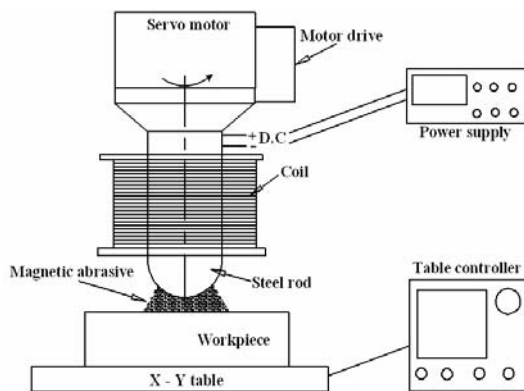 Servo motor
Motor drive
+ D.C
-
Power supply
Coil
Magnetic abrasive
Steel rod
Table controller
Workpiece
X - Y table